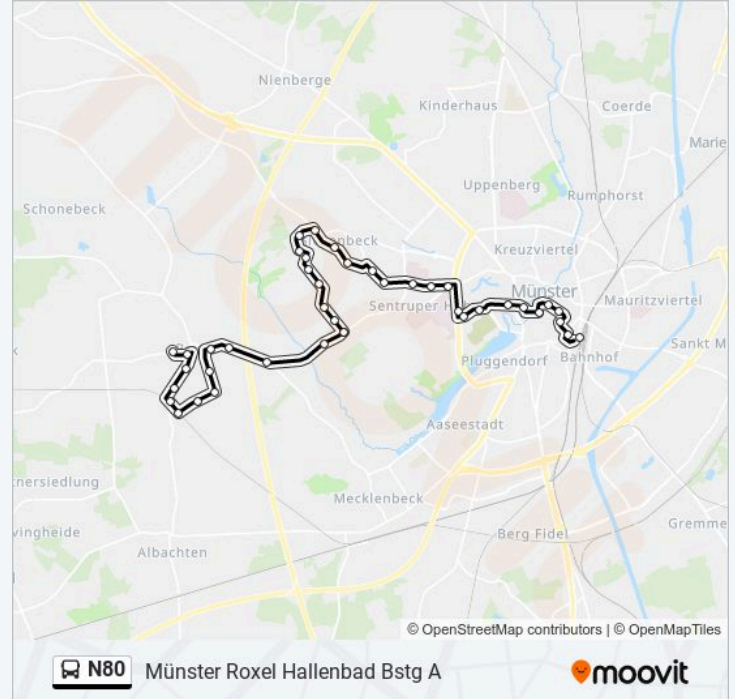 Nienberge
Kinderhaus
Coerde
Marie
Uppenberg
Rumphorst
Schonebeck
Kreuzviertel
Münster
Mauritzviertel
Sentruper H
Sankt M
Pluggendorf
Bahnhof
Aaseestadt
nersiedlung
Mecklenbeck
Gremme
vingheide
Berg Fidel
Albachten
© OpenStreetMap contributors | © OpenMapTiles
N80 Münster Roxel Hallenbad Bstg A
moovit